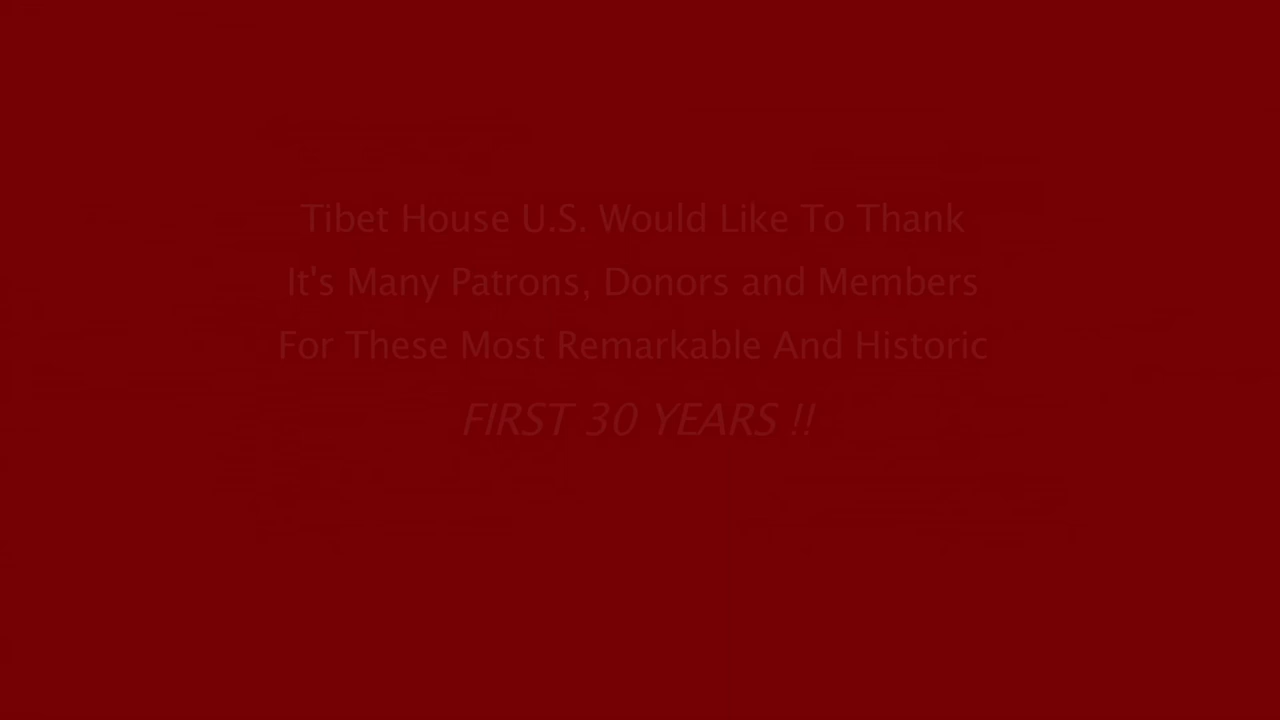 Tibet House U.S. Would Like To Thank
It's Many Patrons, Donors and Members
For These Most Remarkable And Historic
FIRST 30 YEARS !!